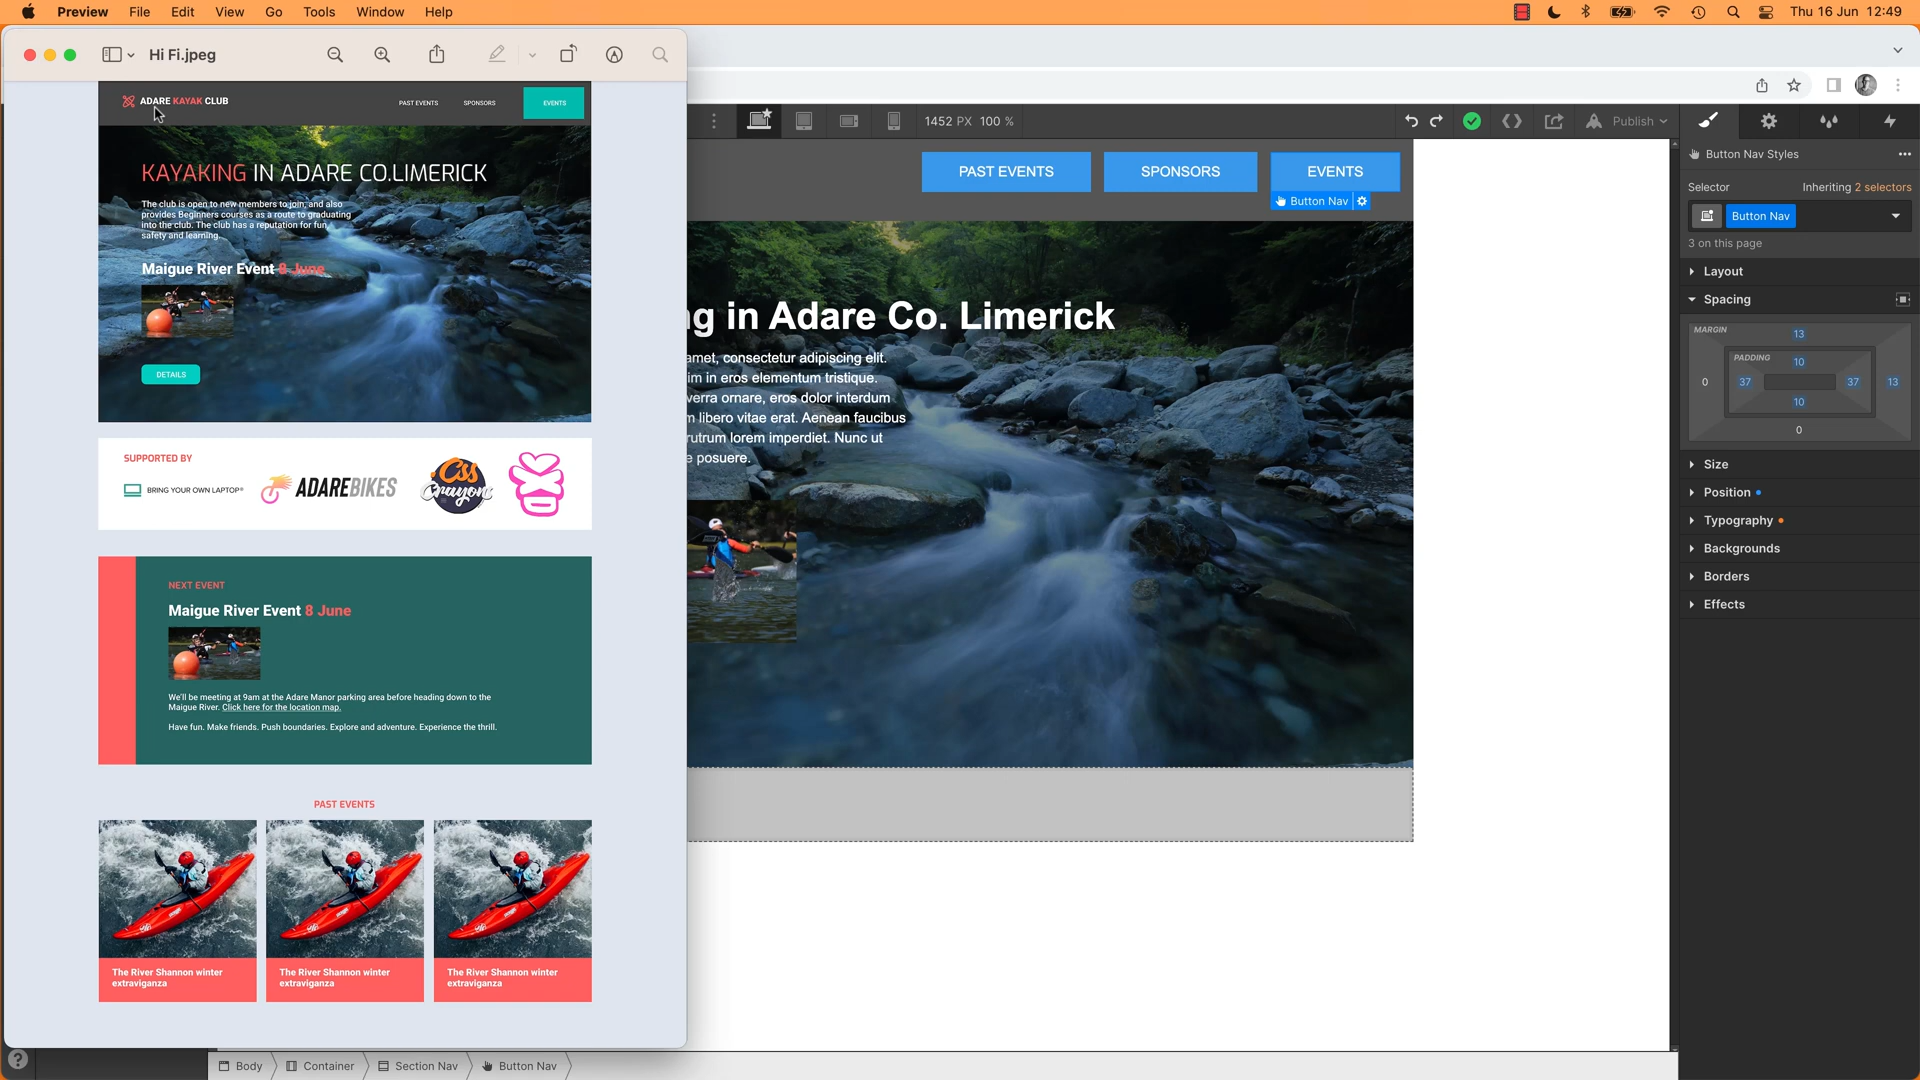 Preview File Edit View Go Tools Window Help
Thu 16 Jun 12:49
Hi Fi.jpeg
ADARE KAYAK CLUB
PAST EVENTS SPONSORS EVENTS
KAYAKING IN ADARE CO.LIMERICK
The club is open to new members to join, and also
provides Beginners courses as a route to graduating
into the club. The club has a reputation for fun,
safety and learning.
Maigue River Event 8 June
DETAILS
SUPPORTED BY
BRING YOUR OWN LAPTOP®
ADAREBIKES
Css
Crayons
NEXT EVENT
Maigue River Event 8 June
We'll be meeting at 9am at the Adare Manor parking area before heading down to the
Maigue River. Click here for the location map.
Have fun. Make friends. Push boundaries. Explore and adventure. Experience the thrill.
PAST EVENTS
The River Shannon winter
extraviganza
The River Shannon winter
extraviganza
The River Shannon winter
extraviganza
1452 PX 100 %
Publish
PAST EVENTS SPONSORS EVENTS
Button Nav
ng in Adare Co. Limerick
amet, consectetur adipiscing elit.
im in eros elementum tristique.
verra ornare, eros dolor interdum
m libero vitae erat. Aenean faucibus
rutrum lorem imperdiet. Nunc ut
e posuere.
Button Nav Styles
Selector Inheriting 2 selectors
Button Nav
3 on this page
Layout
Spacing
MARGIN
13
PADDING
10
0 37 37 13
10
0
Size
Position
Typography
Backgrounds
Borders
Effects
Body Container Section Nav Button Nav